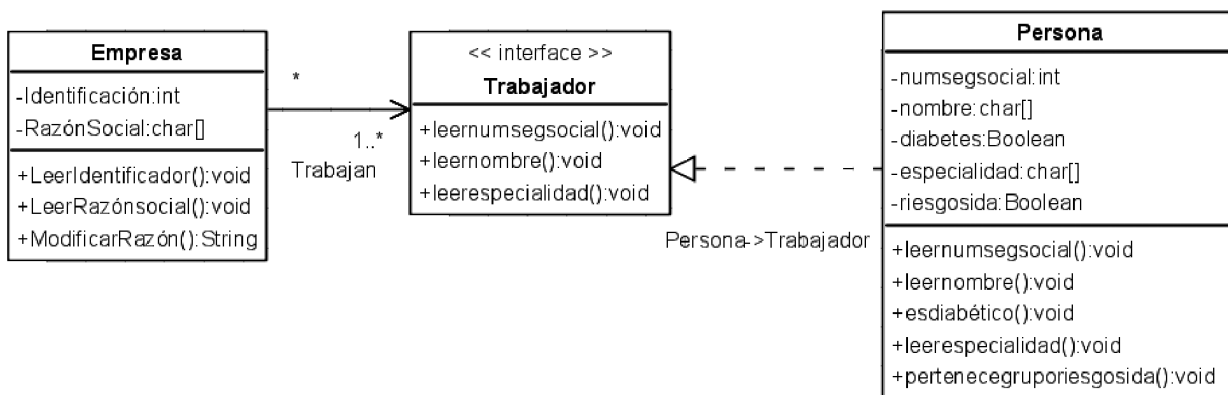 Empresa
-Identificación:int
-RazónSocial:char[]
+LeerIdentificador():void
+LeerRazónsocial():void
+ModificarRazón():String
*
1..*
Trabajan
<< interface >>
Trabajador
+leernumsegsocial():void
+leernombre():void
+leerespecialidad():void
Persona->Trabajador
Persona
-numsegsocial:int
-nombre:char[]
-diabetes:Boolean
-especialidad:char[]
-riesgosida:Boolean
+leernumsegsocial():void
+leernombre():void
+esdiabético():void
+leerespecialidad():void
+pertenecegruporiesgosida():void